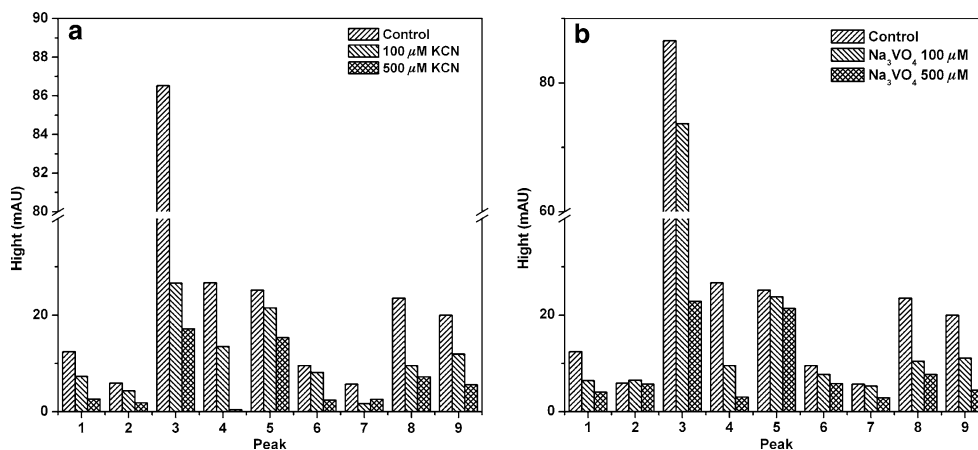 a
Control
100 μM KCN
500 μM KCN
90
88
86
84
82
80
20
0
Hight (mAU)
1 2 3 4 5 6 7 8 9
Peak
b
Control
Na₃VO₄ 100 μM
Na₃VO₄ 500 μM
80
60
20
0
Hight (mAU)
1 2 3 4 5 6 7 8 9
Peak